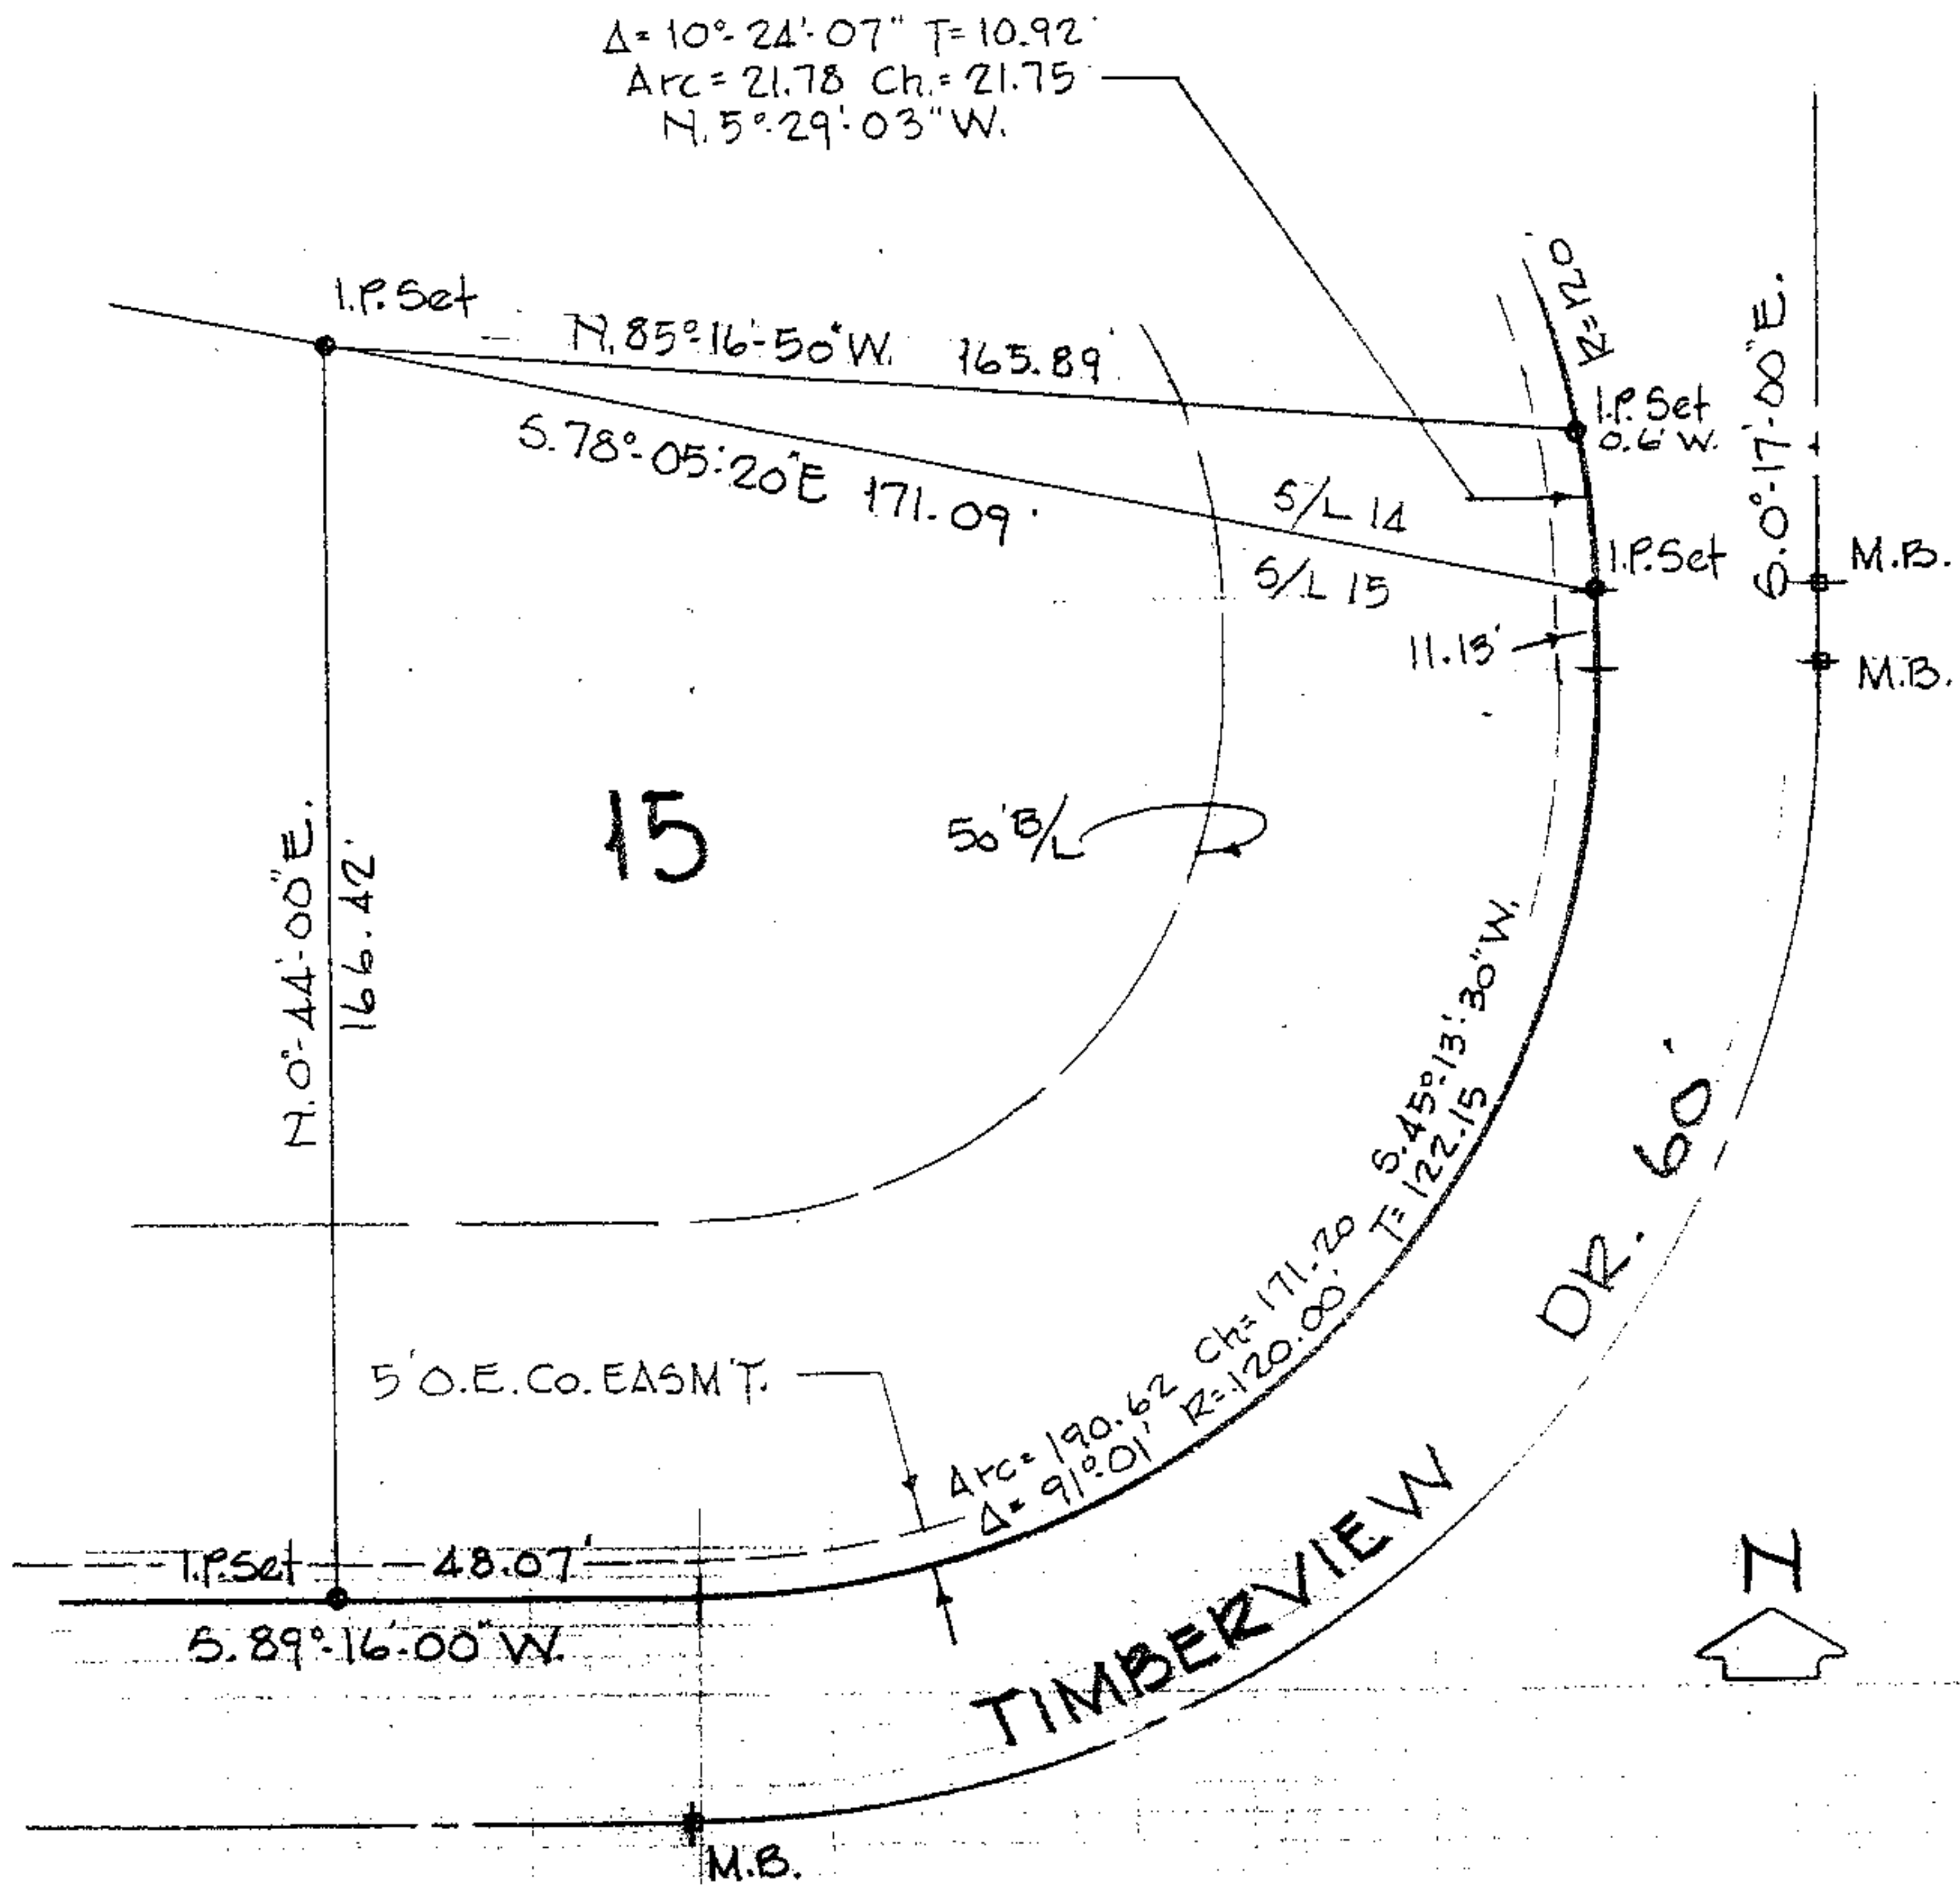 Δ= 10°-24'-07" T= 10.92'
Arc = 21.78 Ch. = 21.75
N. 5°-29'-03" W.
I.P. Set
N. 85°-16'-50" W. 165.89'
R=120
S. 0°-17'-00" E.
I.P. Set
0.6' W.
S. 78°-05'-20" E 171.09'
S/L 14
S/L 15
I.P. Set
M.B.
11.13'
M.B.
15
50' B/L
N. 0°-44'-00" E.
166.42'
S. 45°-13'-30" W.
T= 122.15
Arc= 190.62 Ch= 171.20
Δ= 91°-01' R= 120.00'
5' O.E. Co. EASM'T.
I.P. Set 48.07'
S. 89°-16'-00" W.
TIMBERVIEW DR. 60'
N
M.B.